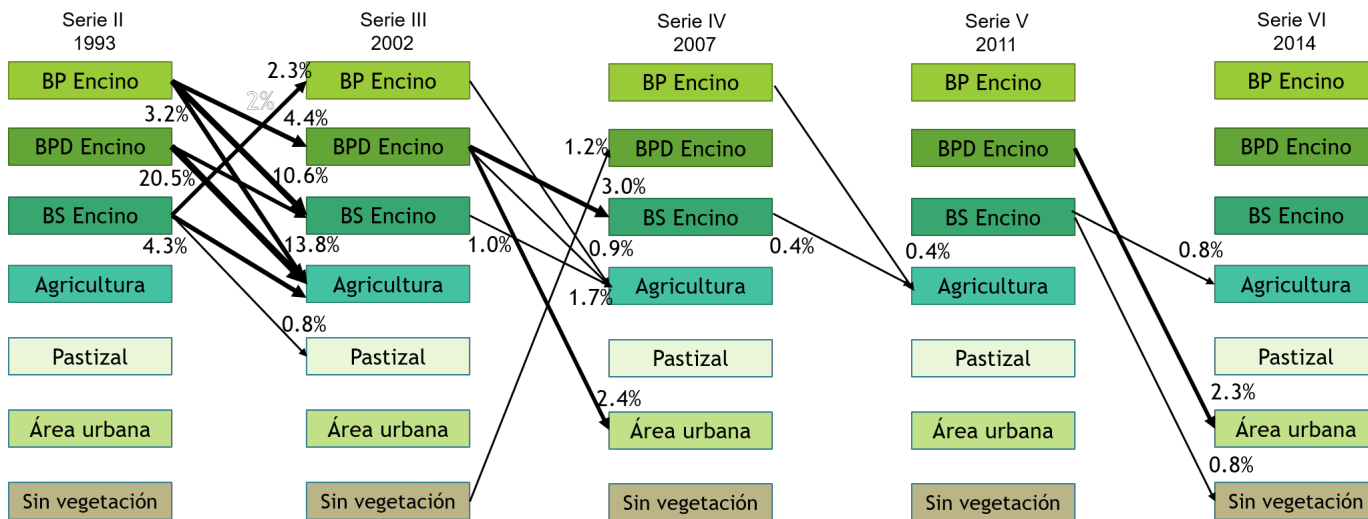 Serie II
1993
Serie III
2002
Serie IV
2007
Serie V
2011
Serie VI
2014
BP Encino
2.3%
BP Encino
BP Encino
BP Encino
BP Encino
2%
3.2%
4.4%
BPD Encino
BPD Encino
1.2%
BPD Encino
BPD Encino
BPD Encino
20.5%
10.6%
3.0%
BS Encino
BS Encino
BS Encino
BS Encino
BS Encino
4.3%
13.8%
1.0%
0.9%
0.4%
0.4%
0.8%
Agricultura
Agricultura
1.7%
Agricultura
Agricultura
Agricultura
0.8%
Pastizal
Pastizal
Pastizal
Pastizal
Pastizal
2.4%
2.3%
Área urbana
Área urbana
Área urbana
Área urbana
Área urbana
0.8%
Sin vegetación
Sin vegetación
Sin vegetación
Sin vegetación
Sin vegetación